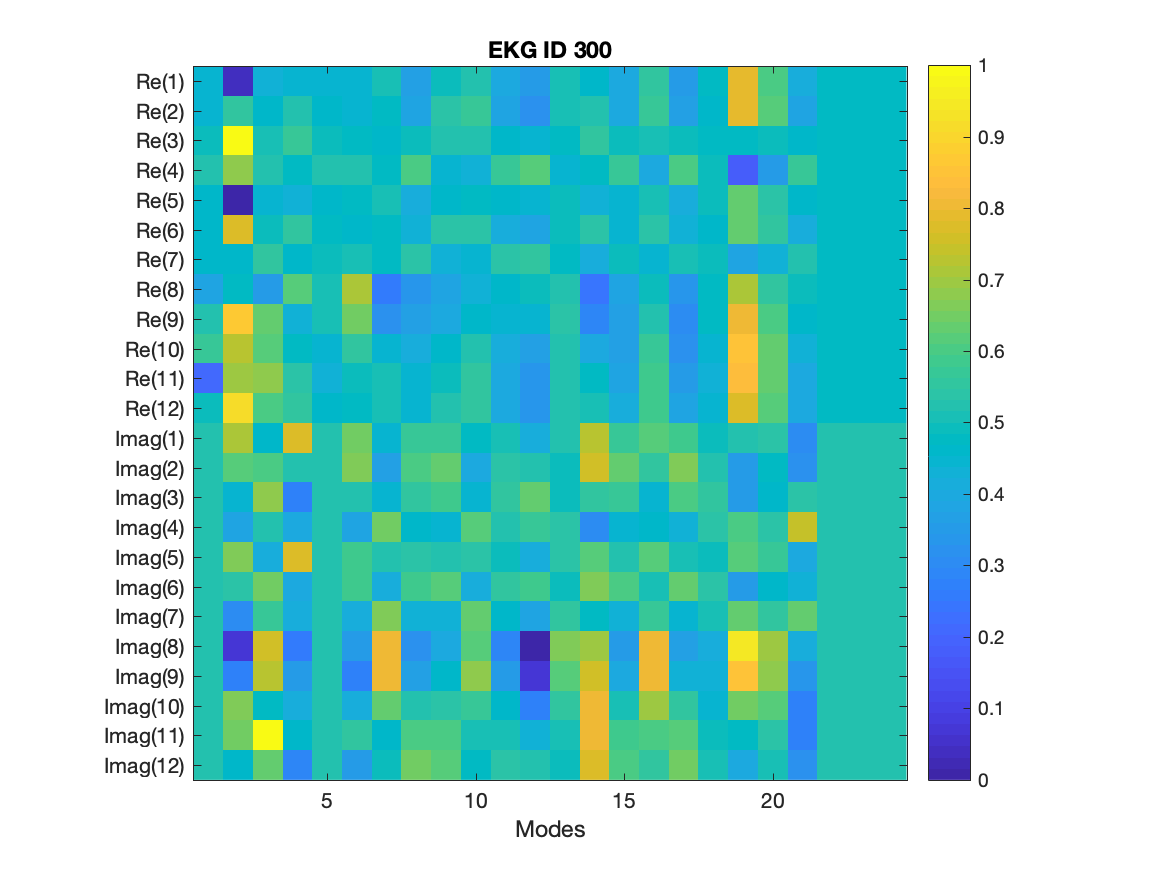 EKG ID 300
Re(1)
Re(2)
Re(3)
Re(4)
Re(5)
Re(6)
Re(7)
Re(8)
Re(9)
Re(10)
Re(11)
Re(12)
Imag(1)
Imag(2)
Imag(3)
Imag(4)
Imag(5)
Imag(6)
Imag(7)
Imag(8)
Imag(9)
Imag(10)
Imag(11)
Imag(12)
5 10 15 20
Modes
1
0.9
0.8
0.7
0.6
0.5
0.4
0.3
0.2
0.1
0